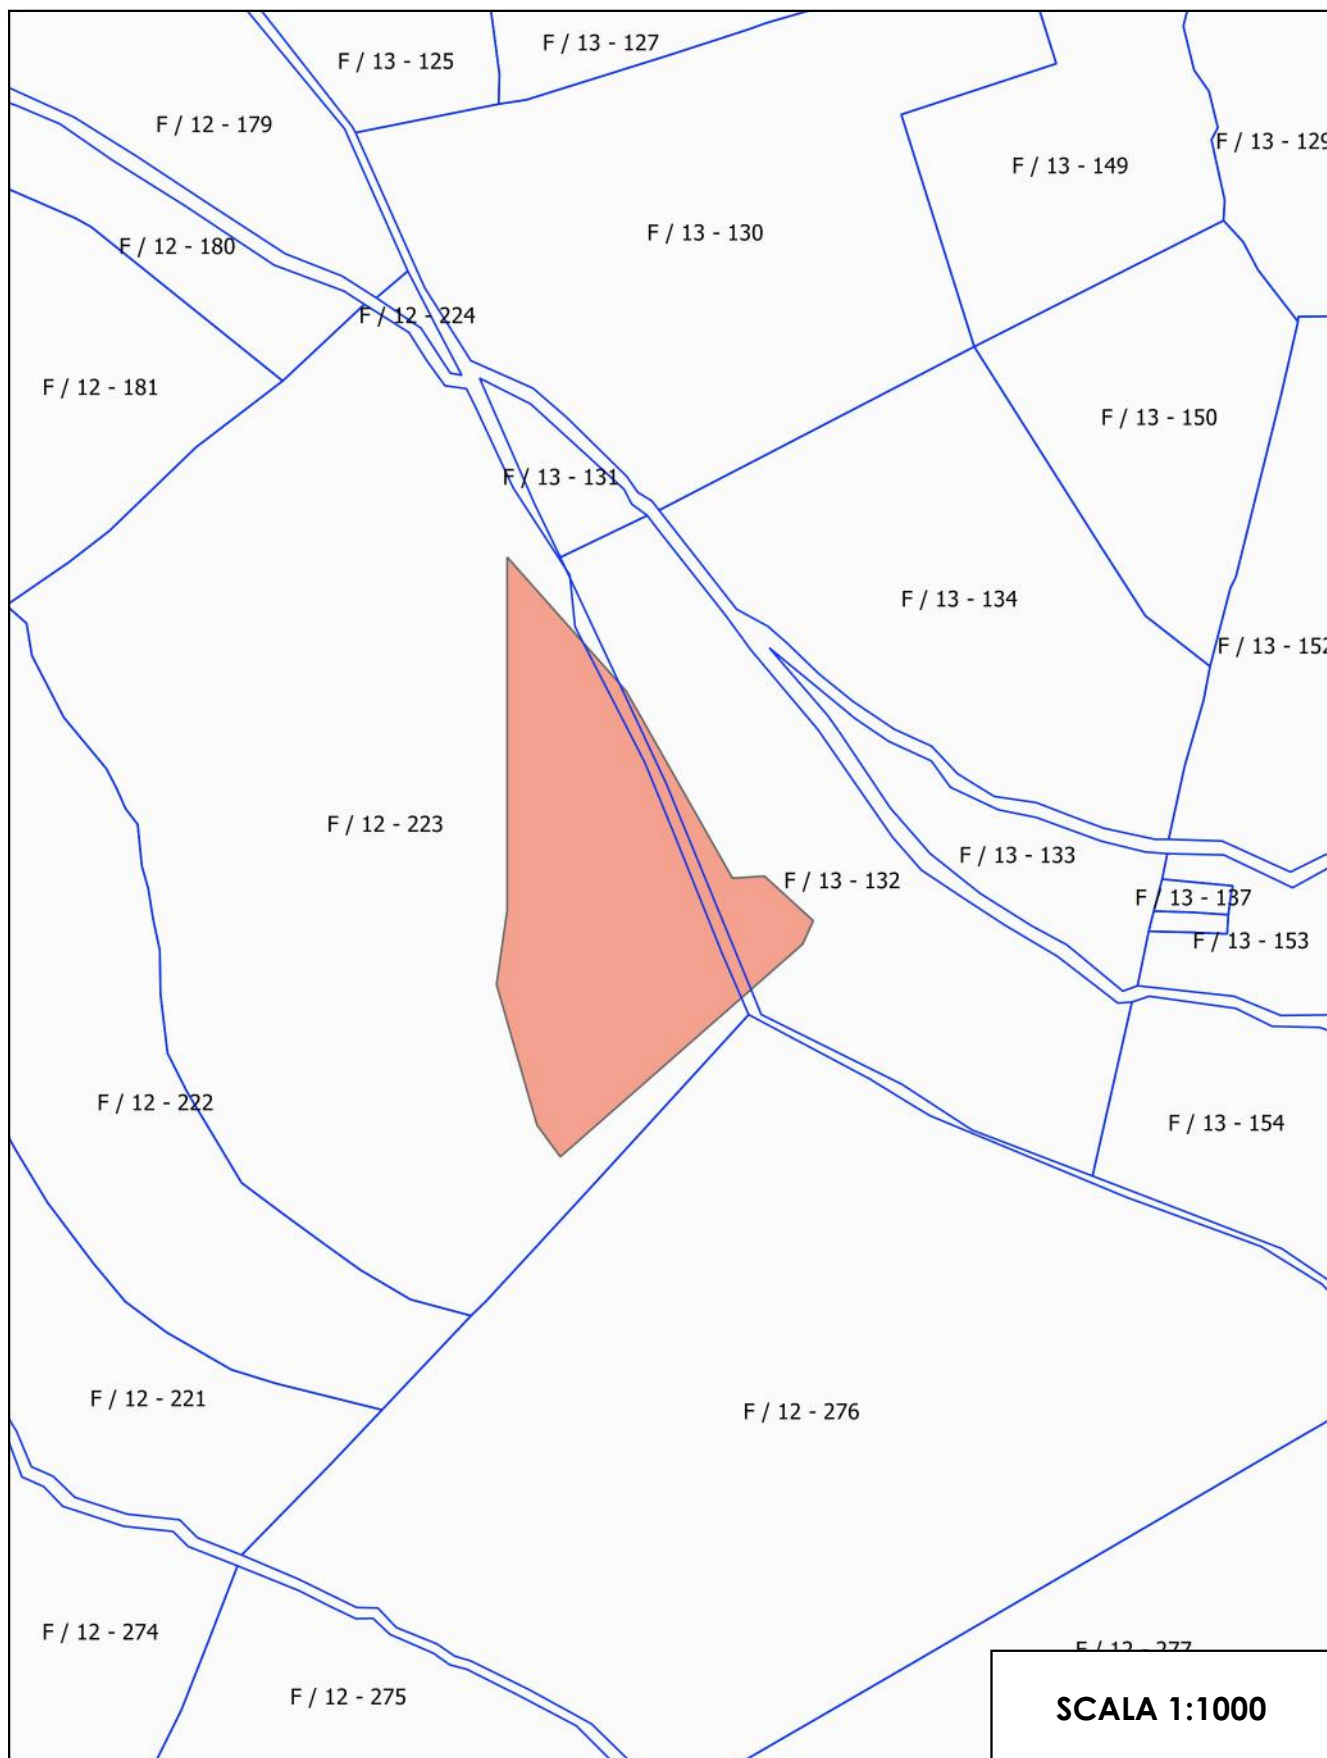 F / 13 - 127
F / 13 - 125
F / 12 - 179
F / 13 - 129
F / 13 - 149
F / 13 - 130
F / 12 - 180
F / 12 - 224
F / 12 - 181
F / 13 - 150
F / 13 - 131
F / 13 - 134
F / 13 - 152
F / 12 - 223
F / 13 - 133
F / 13 - 132
F / 13 - 137
F / 13 - 153
F / 12 - 222
F / 13 - 154
F / 12 - 221
F / 12 - 276
F / 12 - 274
F / 12 - 277
F / 12 - 275
SCALA 1:1000